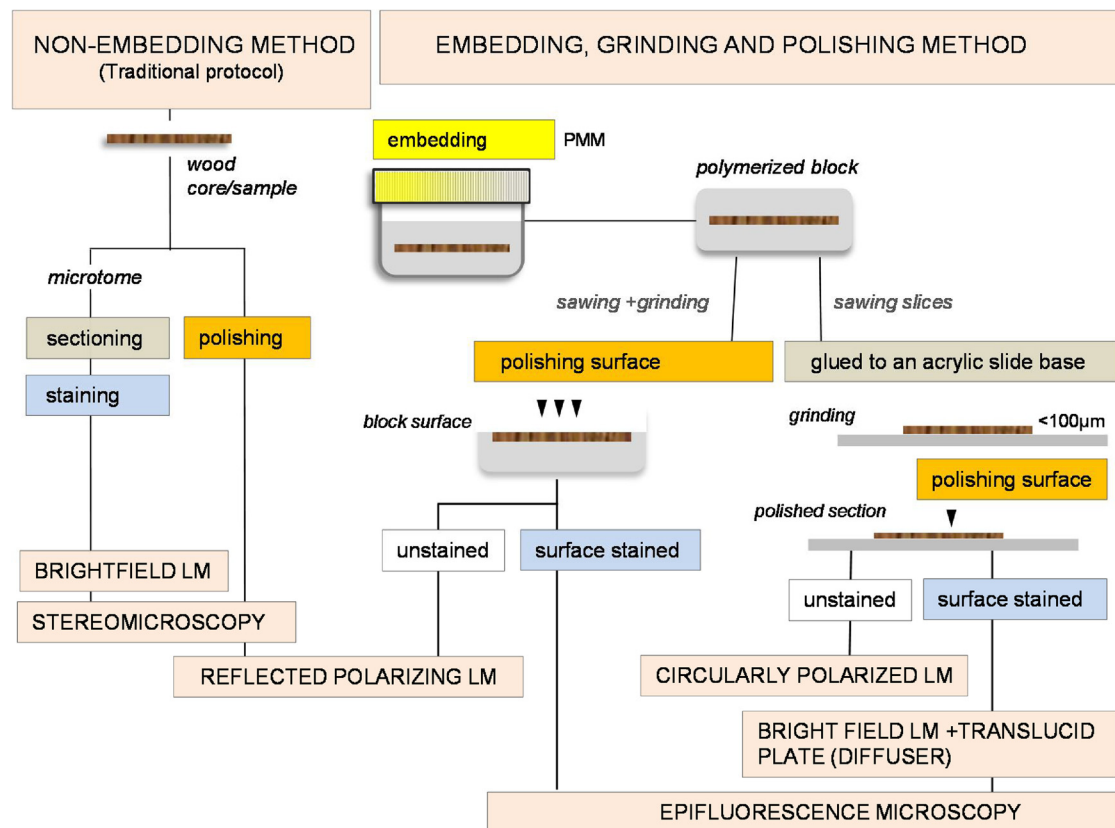 NON-EMBEDDING METHOD
(Traditional protocol)
EMBEDDING, GRINDING AND POLISHING METHOD
wood
core/sample
microtome
sectioning
polishing
staining
embedding
PMM
polymerized block
sawing +grinding
sawing slices
polishing surface
glued to an acrylic slide base
block surface
grinding
<100µm
polishing surface
polished section
unstained
surface stained
unstained
surface stained
BRIGHTFIELD LM
STEREOMICROSCOPY
REFLECTED POLARIZING LM
CIRCULARLY POLARIZED LM
BRIGHT FIELD LM +TRANSLUCID
PLATE (DIFFUSER)
EPIFLUORESCENCE MICROSCOPY